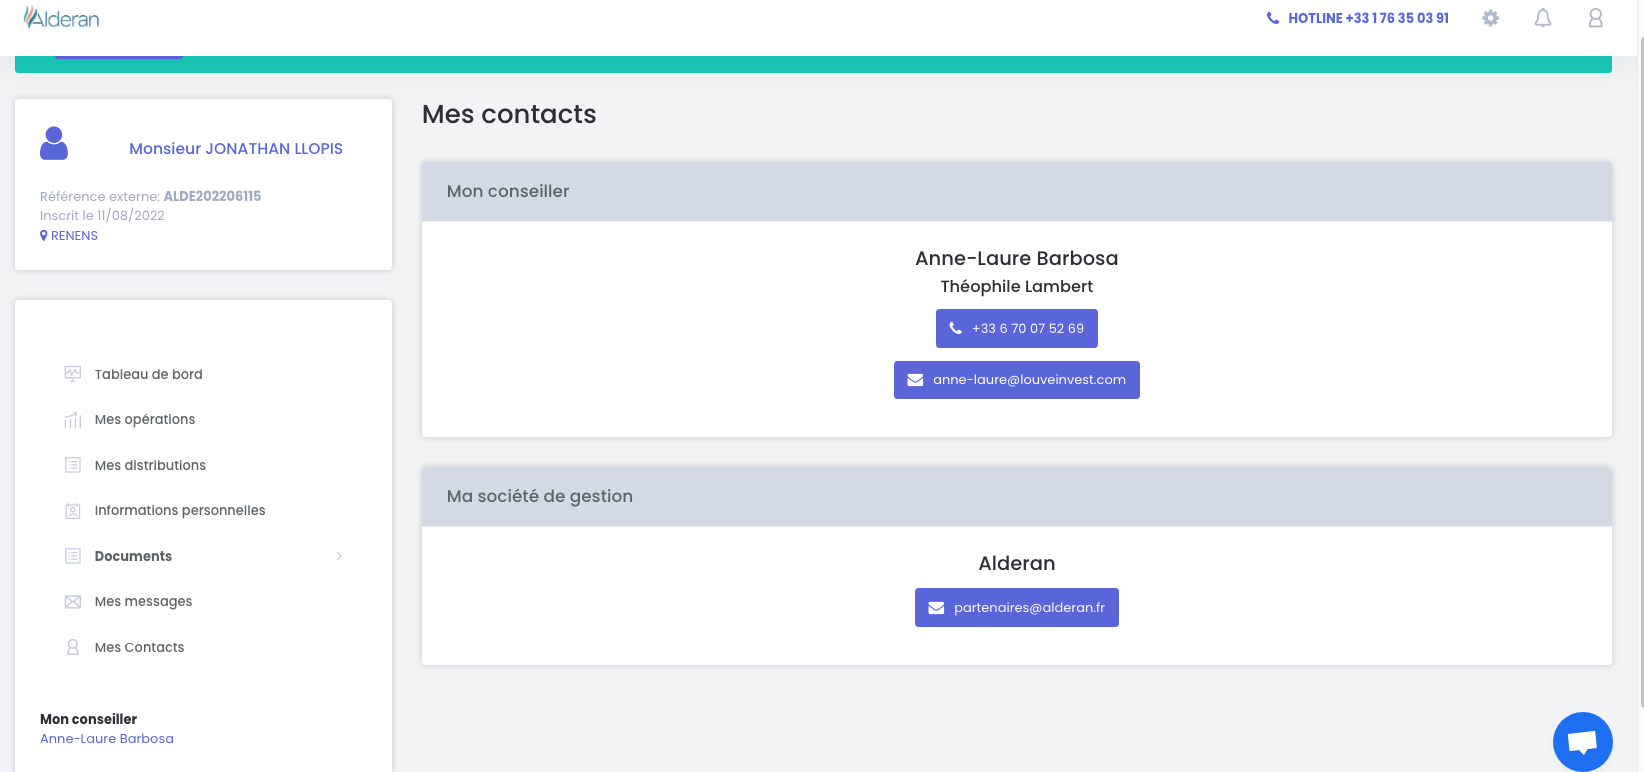 Alderan
HOTLINE +33 1 76 35 03 91
Monsieur JONATHAN LLOPIS
Référence externe: ALDE202206115
Inscrit le 11/08/2022
RENENS
Tableau de bord
Mes opérations
Mes distributions
Informations personnelles
Documents
Mes messages
Mes Contacts
Mon conseiller
Anne-Laure Barbosa
Mes contacts
Mon conseiller
Anne-Laure Barbosa
Théophile Lambert
+33 6 70 07 52 69
anne-laure@louveinvest.com
Ma société de gestion
Alderan
partenaires@alderan.fr